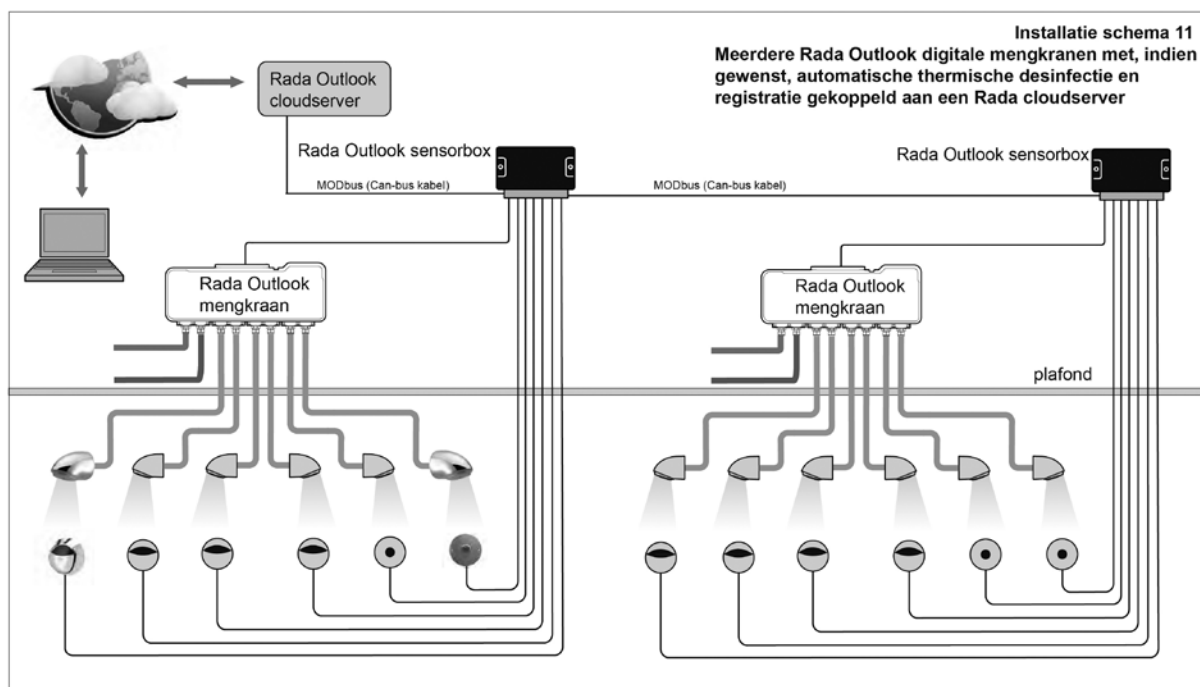 Installatie schema 11
Meerdere Rada Outlook digitale mengkranen met, indien
gewenst, automatische thermische desinfectie en
registratie gekoppeld aan een Rada cloudserver
Rada Outlook
cloudserver
Rada Outlook sensorbox
Rada Outlook sensorbox
MODbus (Can-bus kabel)
MODbus (Can-bus kabel)
Rada Outlook
mengkraan
Rada Outlook
mengkraan
plafond